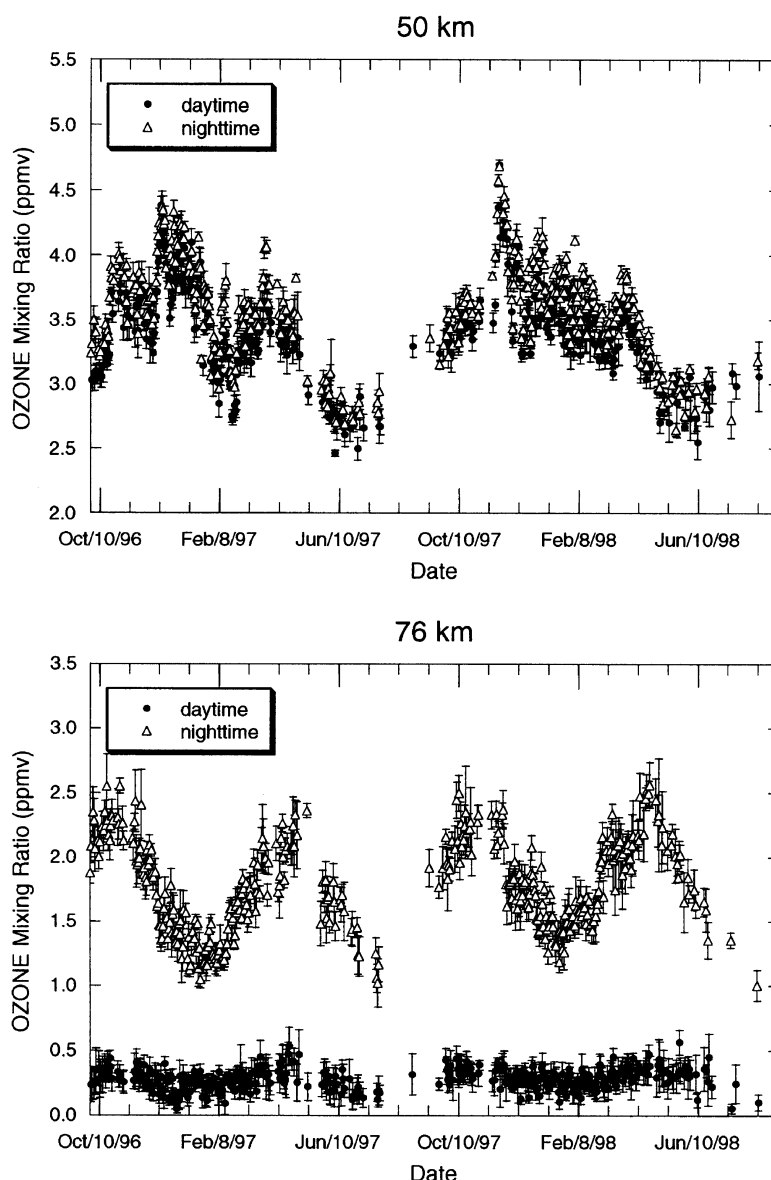 50 km
5.5
5.0
4.5
4.0
3.5
3.0
2.5
2.0
OZONE Mixing Ratio (ppmv)
daytime
nighttime
Oct/10/96 Feb/8/97 Jun/10/97 Oct/10/97 Feb/8/98 Jun/10/98
Date
76 km
3.5
3.0
2.5
2.0
1.5
1.0
0.5
0.0
OZONE Mixing Ratio (ppmv)
daytime
nighttime
Oct/10/96 Feb/8/97 Jun/10/97 Oct/10/97 Feb/8/98 Jun/10/98
Date